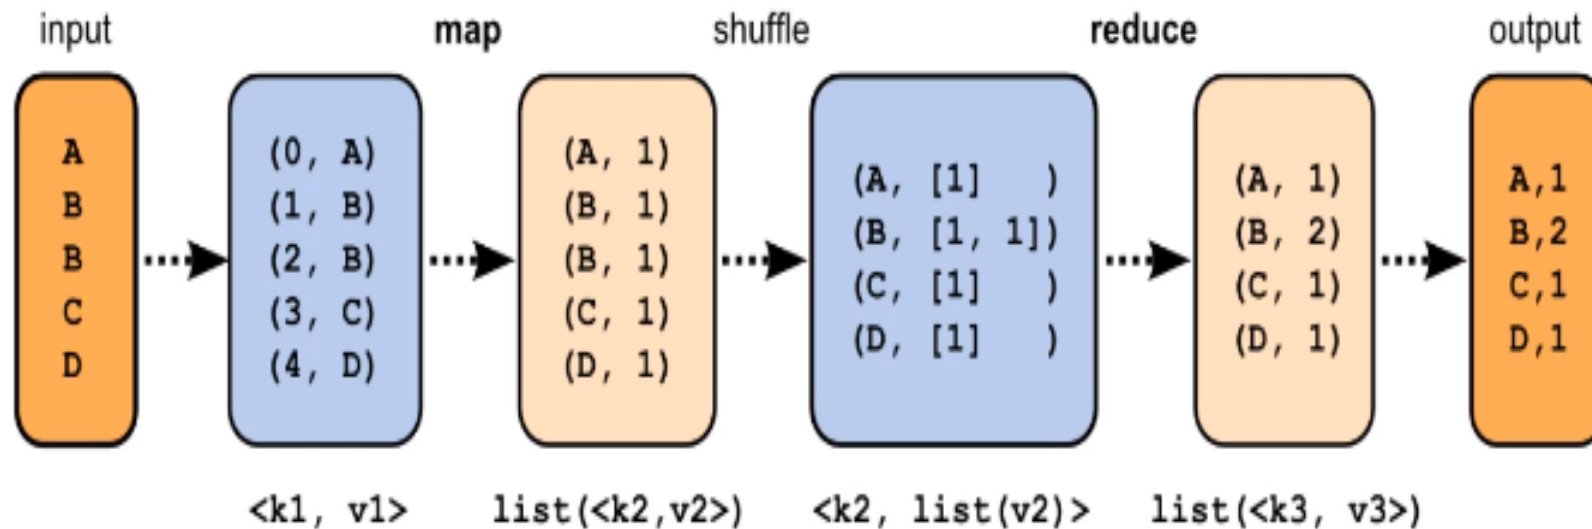 input map shuffle reduce output
A
B
B
C
D
(0, A)
(1, B)
(2, B)
(3, C)
(4, D)
(A, 1)
(B, 1)
(B, 1)
(C, 1)
(D, 1)
(A, [1] )
(B, [1, 1])
(C, [1] )
(D, [1] )
(A, 1)
(B, 2)
(C, 1)
(D, 1)
A,1
B,2
C,1
D,1
<k1, v1> list(<k2,v2>) <k2, list(v2)> list(<k3, v3>)